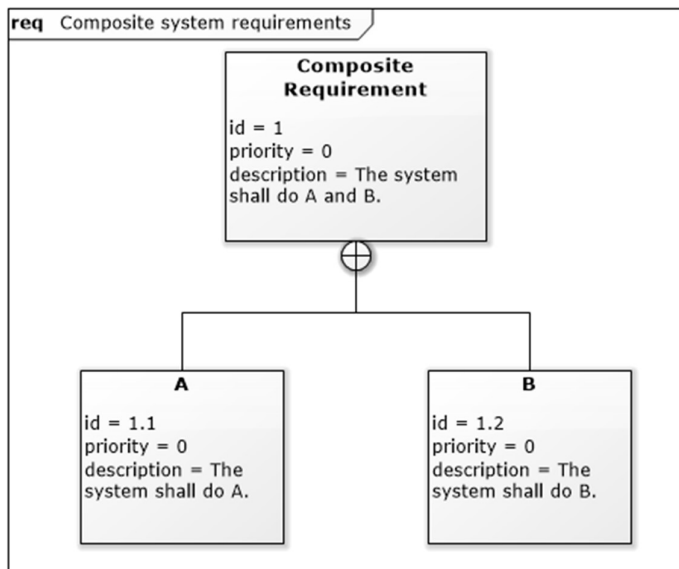 req Composite system requirements
Composite
Requirement
id = 1
priority = 0
description = The system
shall do A and B.
A
id = 1.1
priority = 0
description = The
system shall do A.
B
id = 1.2
priority = 0
description = The
system shall do B.